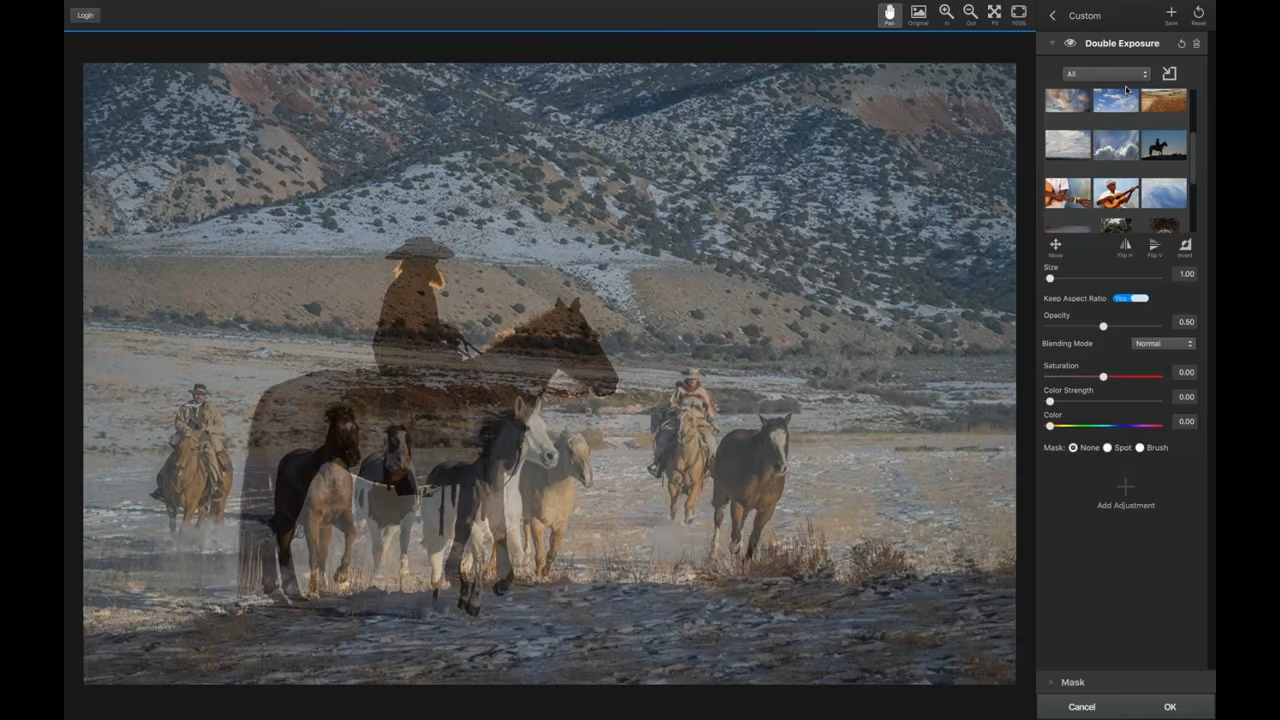 Login
Pan Original In Out Fit 100%
Custom
Save Reset
Double Exposure
All
Move Flip H Flip V Invert
Size
1.00
Keep Aspect Ratio Yes
Opacity
0.50
Blending Mode Normal
Saturation
0.00
Color Strength
0.00
Color
0.00
Mask: None Spot Brush
Add Adjustment
Mask
Cancel OK